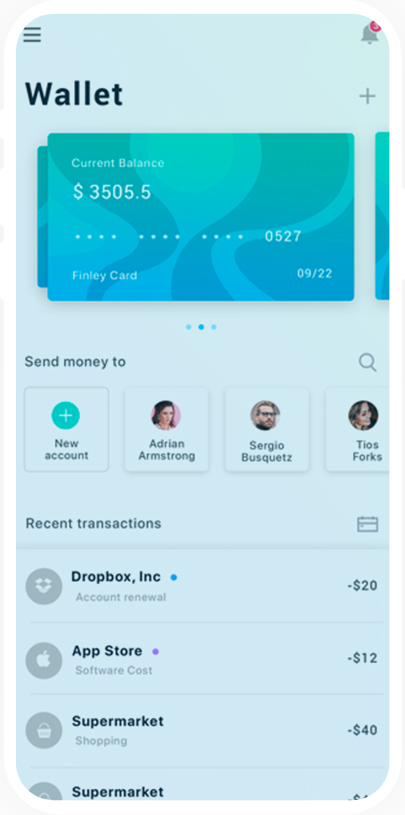 Wallet
Current Balance
$ 3505.5
•••• •••• •••• 0527
Finley Card 09/22
Send money to
New account
Adrian Armstrong
Sergio Busquetz
Tios Forks
Recent transactions
Dropbox, Inc -$20
Account renewal
App Store -$12
Software Cost
Supermarket -$40
Shopping
Supermarket